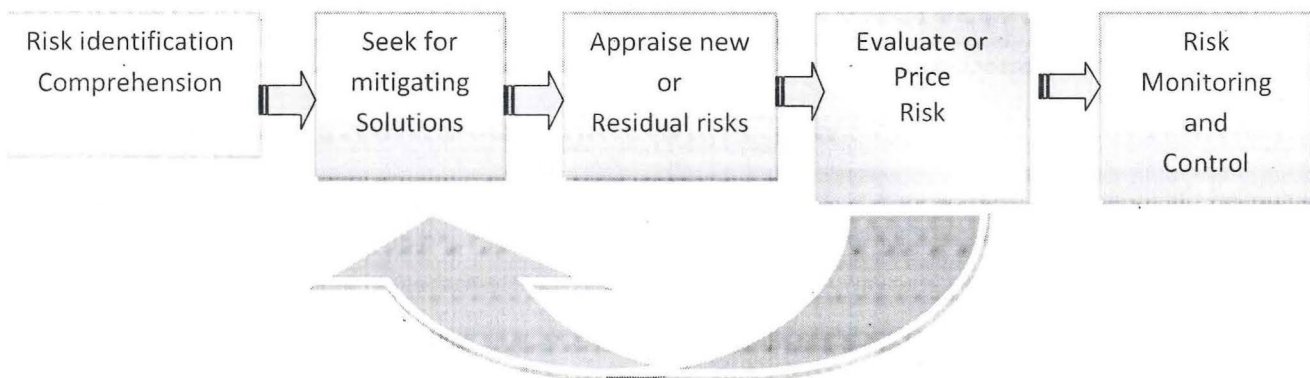 Risk identification
Comprehension
Seek for
mitigating
Solutions
Appraise new
or
Residual risks
Evaluate or
Price
Risk
Risk
Monitoring
and
Control